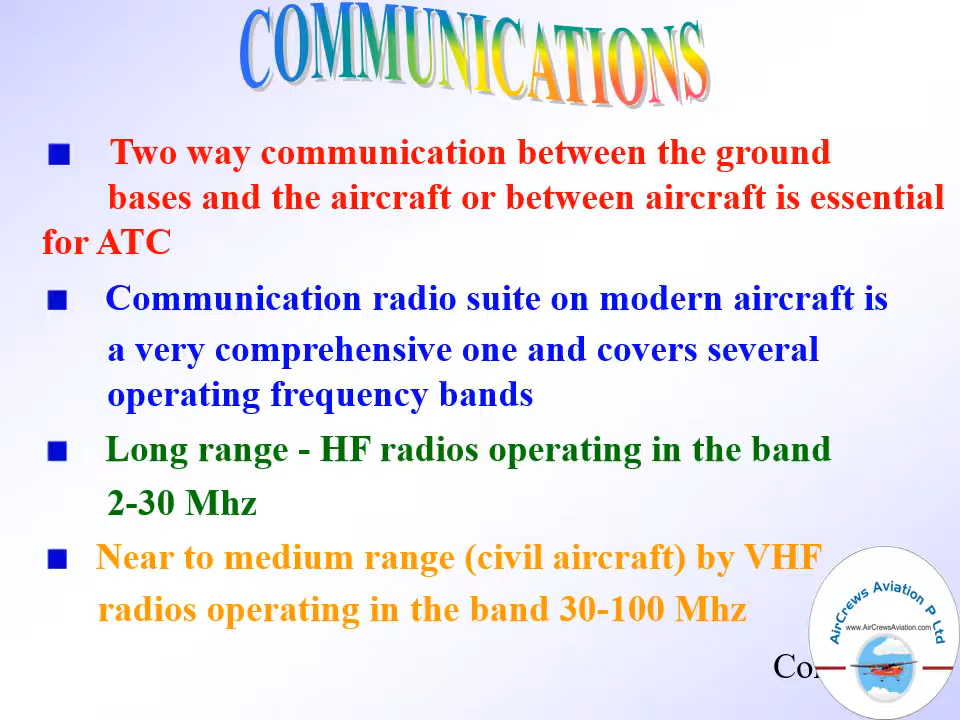 COMMUNICATIONS
Two way communication between the ground
bases and the aircraft or between aircraft is essential
for ATC
Communication radio suite on modern aircraft is
a very comprehensive one and covers several
operating frequency bands
Long range - HF radios operating in the band
2-30 Mhz
Near to medium range (civil aircraft) by VHF
radios operating in the band 30-100 Mhz
AirCrews Aviation P Ltd
www.AirCrewsAviation.com